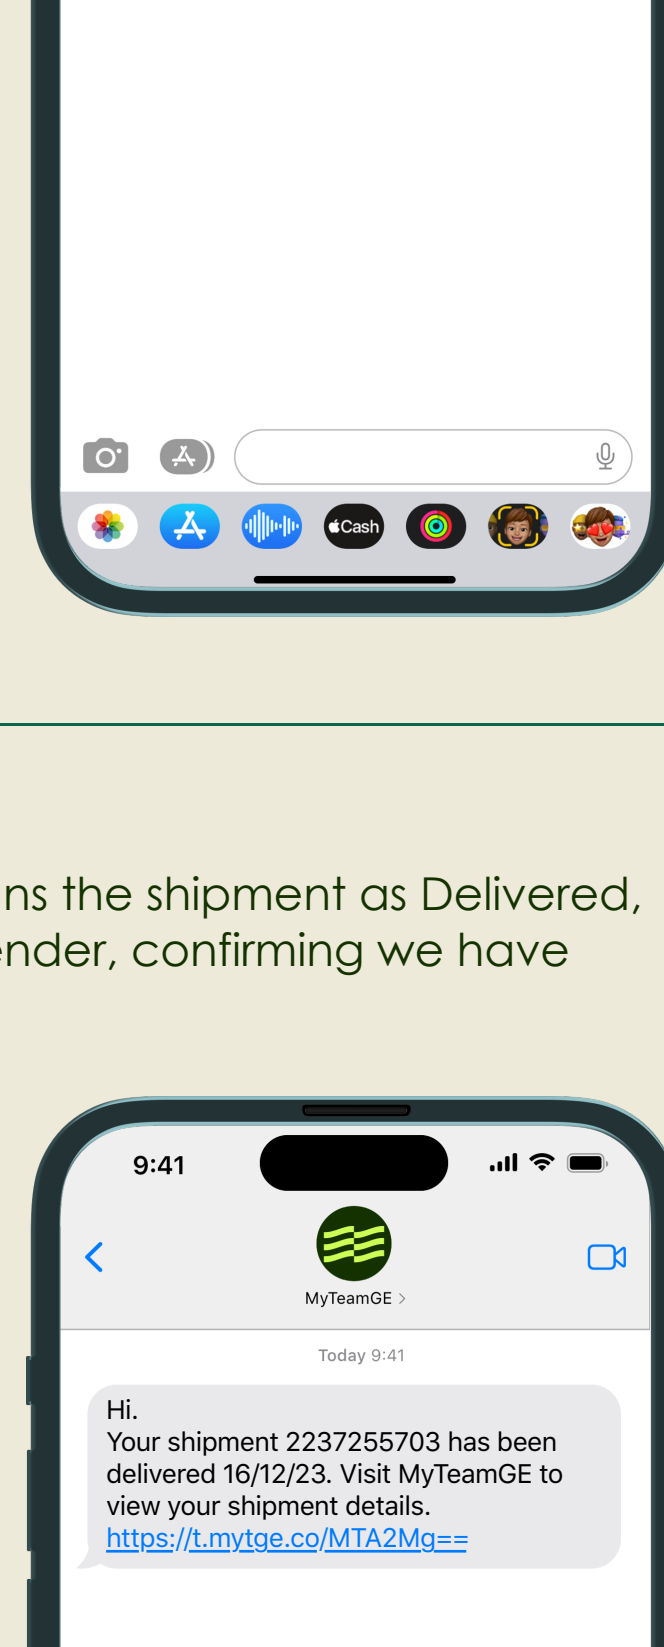 Cash
ns the shipment as Delivered,
ender, confirming we have
9:41
MyTeamGE >
Today 9:41
Hi.
Your shipment 2237255703 has been
delivered 16/12/23. Visit MyTeamGE to
view your shipment details.
https://t.mytge.co/MTA2Mg==